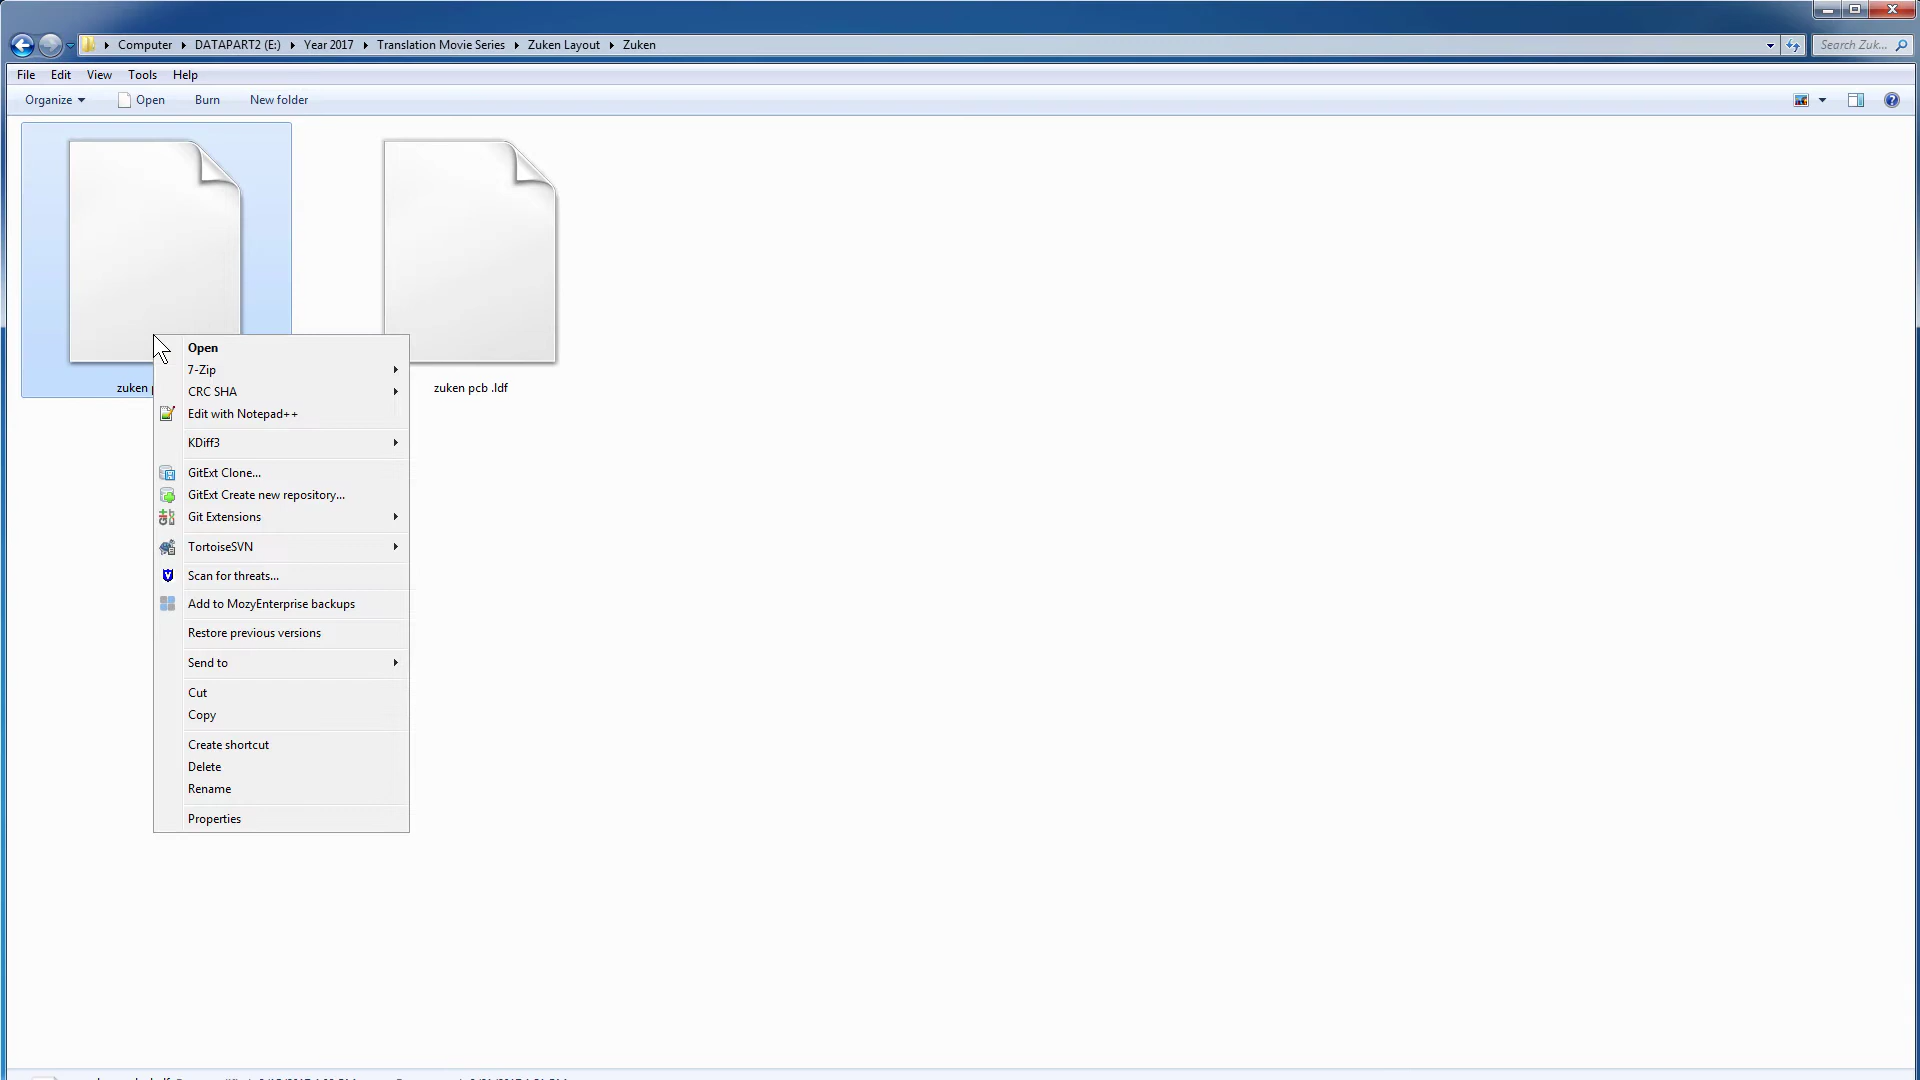 Computer DATAPART2 (E:) Year 2017 Translation Movie Series Zuken Layout Zuken
Search Zuk...
File Edit View Tools Help
Organize Open Burn New folder
zuken
zuken pcb .ldf
Open
7-Zip
CRC SHA
Edit with Notepad++
KDiff3
GitExt Clone...
GitExt Create new repository...
Git Extensions
TortoiseSVN
Scan for threats...
Add to MozyEnterprise backups
Restore previous versions
Send to
Cut
Copy
Create shortcut
Delete
Rename
Properties